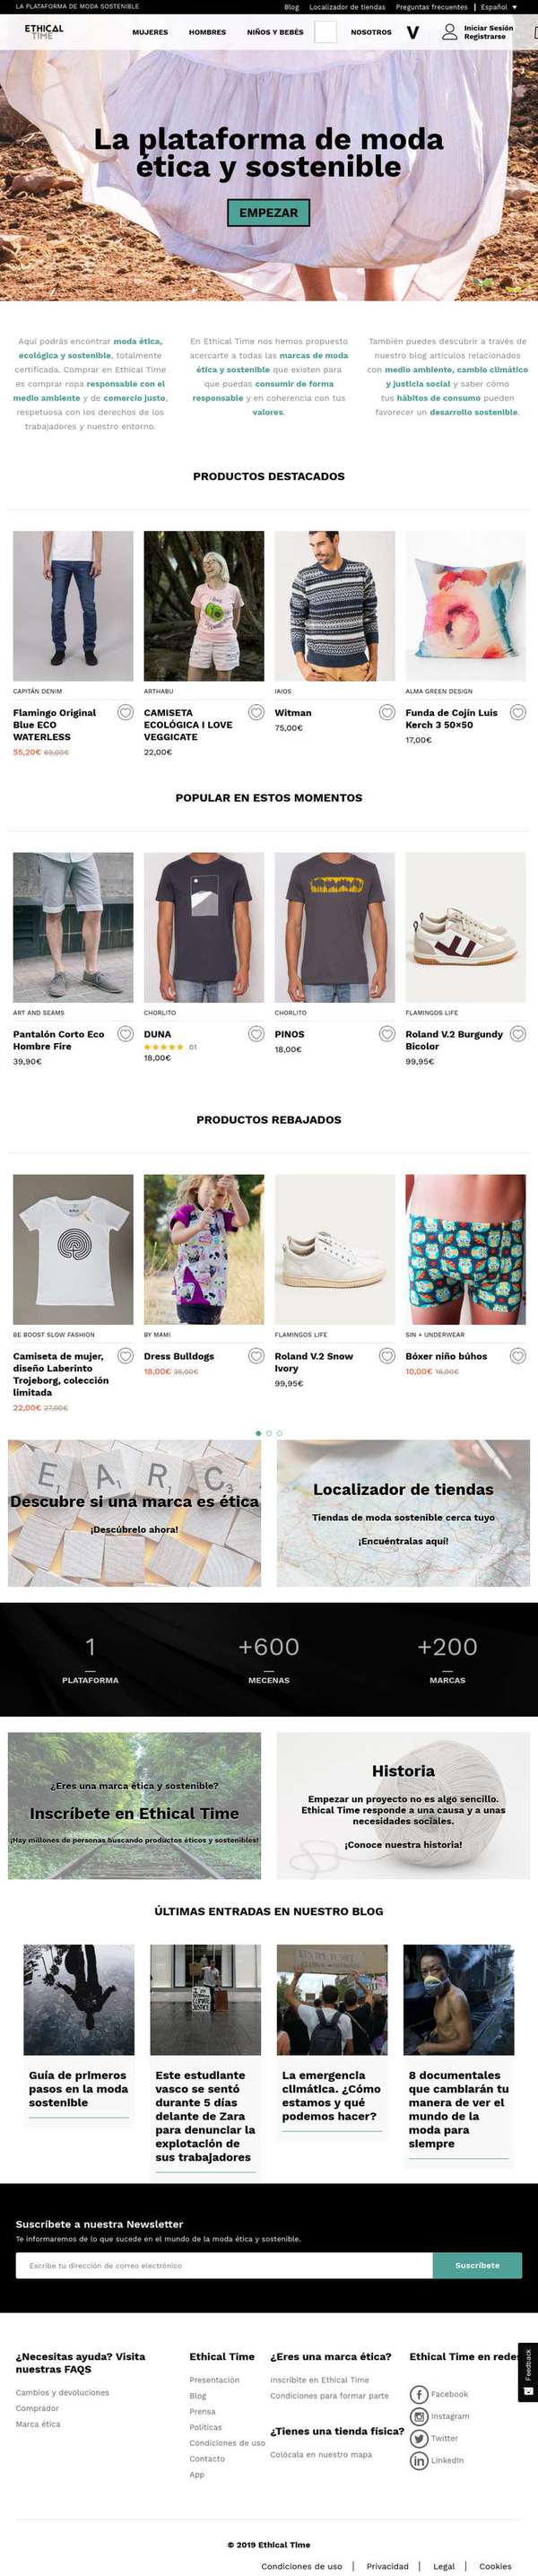 LA PLATAFORMA DE MODA SOSTENIBLE
Blog Localizador de tiendas Preguntas frecuentes | Español
ETHICAL
TIME
MUJERES HOMBRES NIÑOS Y BEBÉS NOSOTROS V
Iniciar Sesión
Registrarse
La plataforma de moda
ética y sostenible
EMPEZAR
Aquí podrás encontrar moda ética,
ecológica y sostenible, totalmente
certificada. Comprar en Ethical Time
es comprar ropa responsable con el
medio ambiente y de comercio justo,
respetuosa con los derechos de los
trabajadores y nuestro entorno.
En Ethical Time nos hemos propuesto
acercarte a todas las marcas de moda
ética y sostenible que existen para
que puedas consumir de forma
responsable y en coherencia con tus
valores.
También puedes descubrir a través de
nuestro blog artículos relacionados
con medio ambiente, cambio climático
y justicia social y saber cómo
tus hábitos de consumo pueden
favorecer un desarrollo sostenible.
PRODUCTOS DESTACADOS
CAPITÁN DENIM
Flamingo Original
Blue ECO
WATERLESS
55,20€ 69,00€
ARTHABU
CAMISETA
ECOLÓGICA I LOVE
VEGGICATE
22,00€
IAIOS
Witman
75,00€
ALMA GREEN DESIGN
Funda de Cojín Luis
Kerch 3 50×50
17,00€
POPULAR EN ESTOS MOMENTOS
ART AND SEAMS
Pantalón Corto Eco
Hombre Fire
39,90€
CHORLITO
DUNA
01
18,00€
CHORLITO
PINOS
18,00€
FLAMINGOS LIFE
Roland V.2 Burgundy
Bicolor
99,95€
PRODUCTOS REBAJADOS
BE BOOST SLOW FASHION
Camiseta de mujer,
diseño Laberinto
Trojeborg, colección
limitada
22,00€ 27,00€
BY MAMI
Dress Bulldogs
18,00€ 35,00€
FLAMINGOS LIFE
Roland V.2 Snow
Ivory
99,95€
SIN + UNDERWEAR
Bóxer niño búhos
10,00€ 16,00€
E A R C
Descubre si una marca es ética
¡Descúbrelo ahora!
Localizador de tiendas
Tiendas de moda sostenible cerca tuyo
¡Encuéntralas aquí!
1
PLATAFORMA
+600
MECENAS
+200
MARCAS
¿Eres una marca ética y sostenible?
Inscríbete en Ethical Time
¡Hay millones de personas buscando productos éticos y sostenibles!
Historia
Empezar un proyecto no es algo sencillo.
Ethical Time responde a una causa y a unas
necesidades sociales.
¡Conoce nuestra historia!
ÚLTIMAS ENTRADAS EN NUESTRO BLOG
Guía de primeros
pasos en la moda
sostenible
Este estudiante
vasco se sentó
durante 5 días
delante de Zara
para denunciar la
explotación de
sus trabajadores
La emergencia
climática. ¿Cómo
estamos y qué
podemos hacer?
8 documentales
que cambiarán tu
manera de ver el
mundo de la
moda para
siempre
Suscríbete a nuestra Newsletter
Te informaremos de lo que sucede en el mundo de la moda ética y sostenible.
Escribe tu dirección de correo electrónico
Suscríbete
¿Necesitas ayuda? Visita
nuestras FAQS
Cambios y devoluciones
Comprador
Marca ética
Ethical Time
Presentación
Blog
Prensa
Políticas
Condiciones de uso
Contacto
App
¿Eres una marca ética?
Inscribite en Ethical Time
Condiciones para formar parte
¿Tienes una tienda física?
Colócala en nuestro mapa
Ethical Time en redes
Facebook
Instagram
Twitter
LinkedIn
Feedback
© 2019 Ethical Time
Condiciones de uso | Privacidad | Legal | Cookies